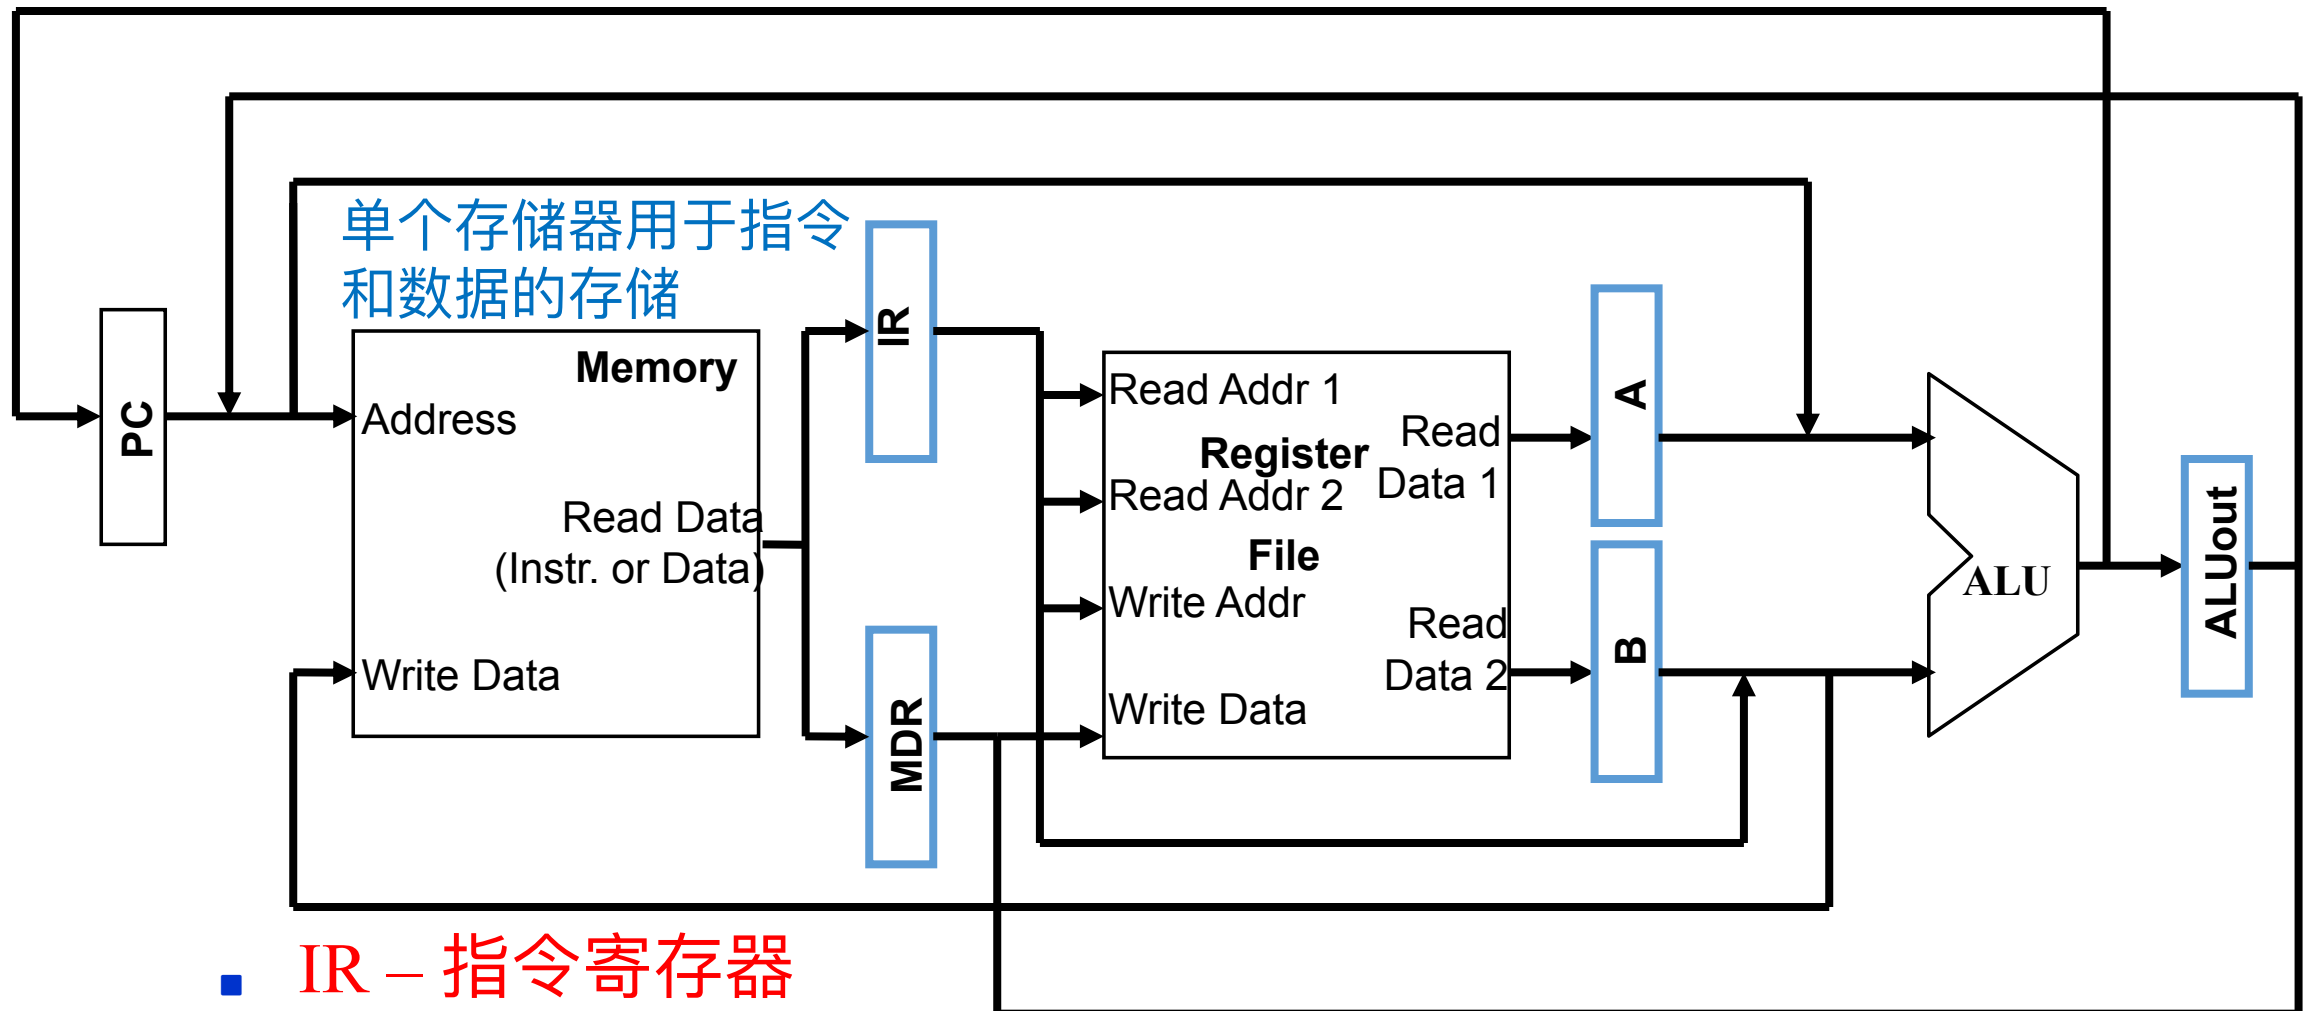 单个存储器用于指令
和数据的存储
PC
Memory
Address
Read Data
(Instr. or Data)
Write Data
IR
MDR
Read Addr 1
Register
Read Addr 2
File
Write Addr
Write Data
Read
Data 1
Read
Data 2
A
B
ALU
ALUout
IR – 指令寄存器